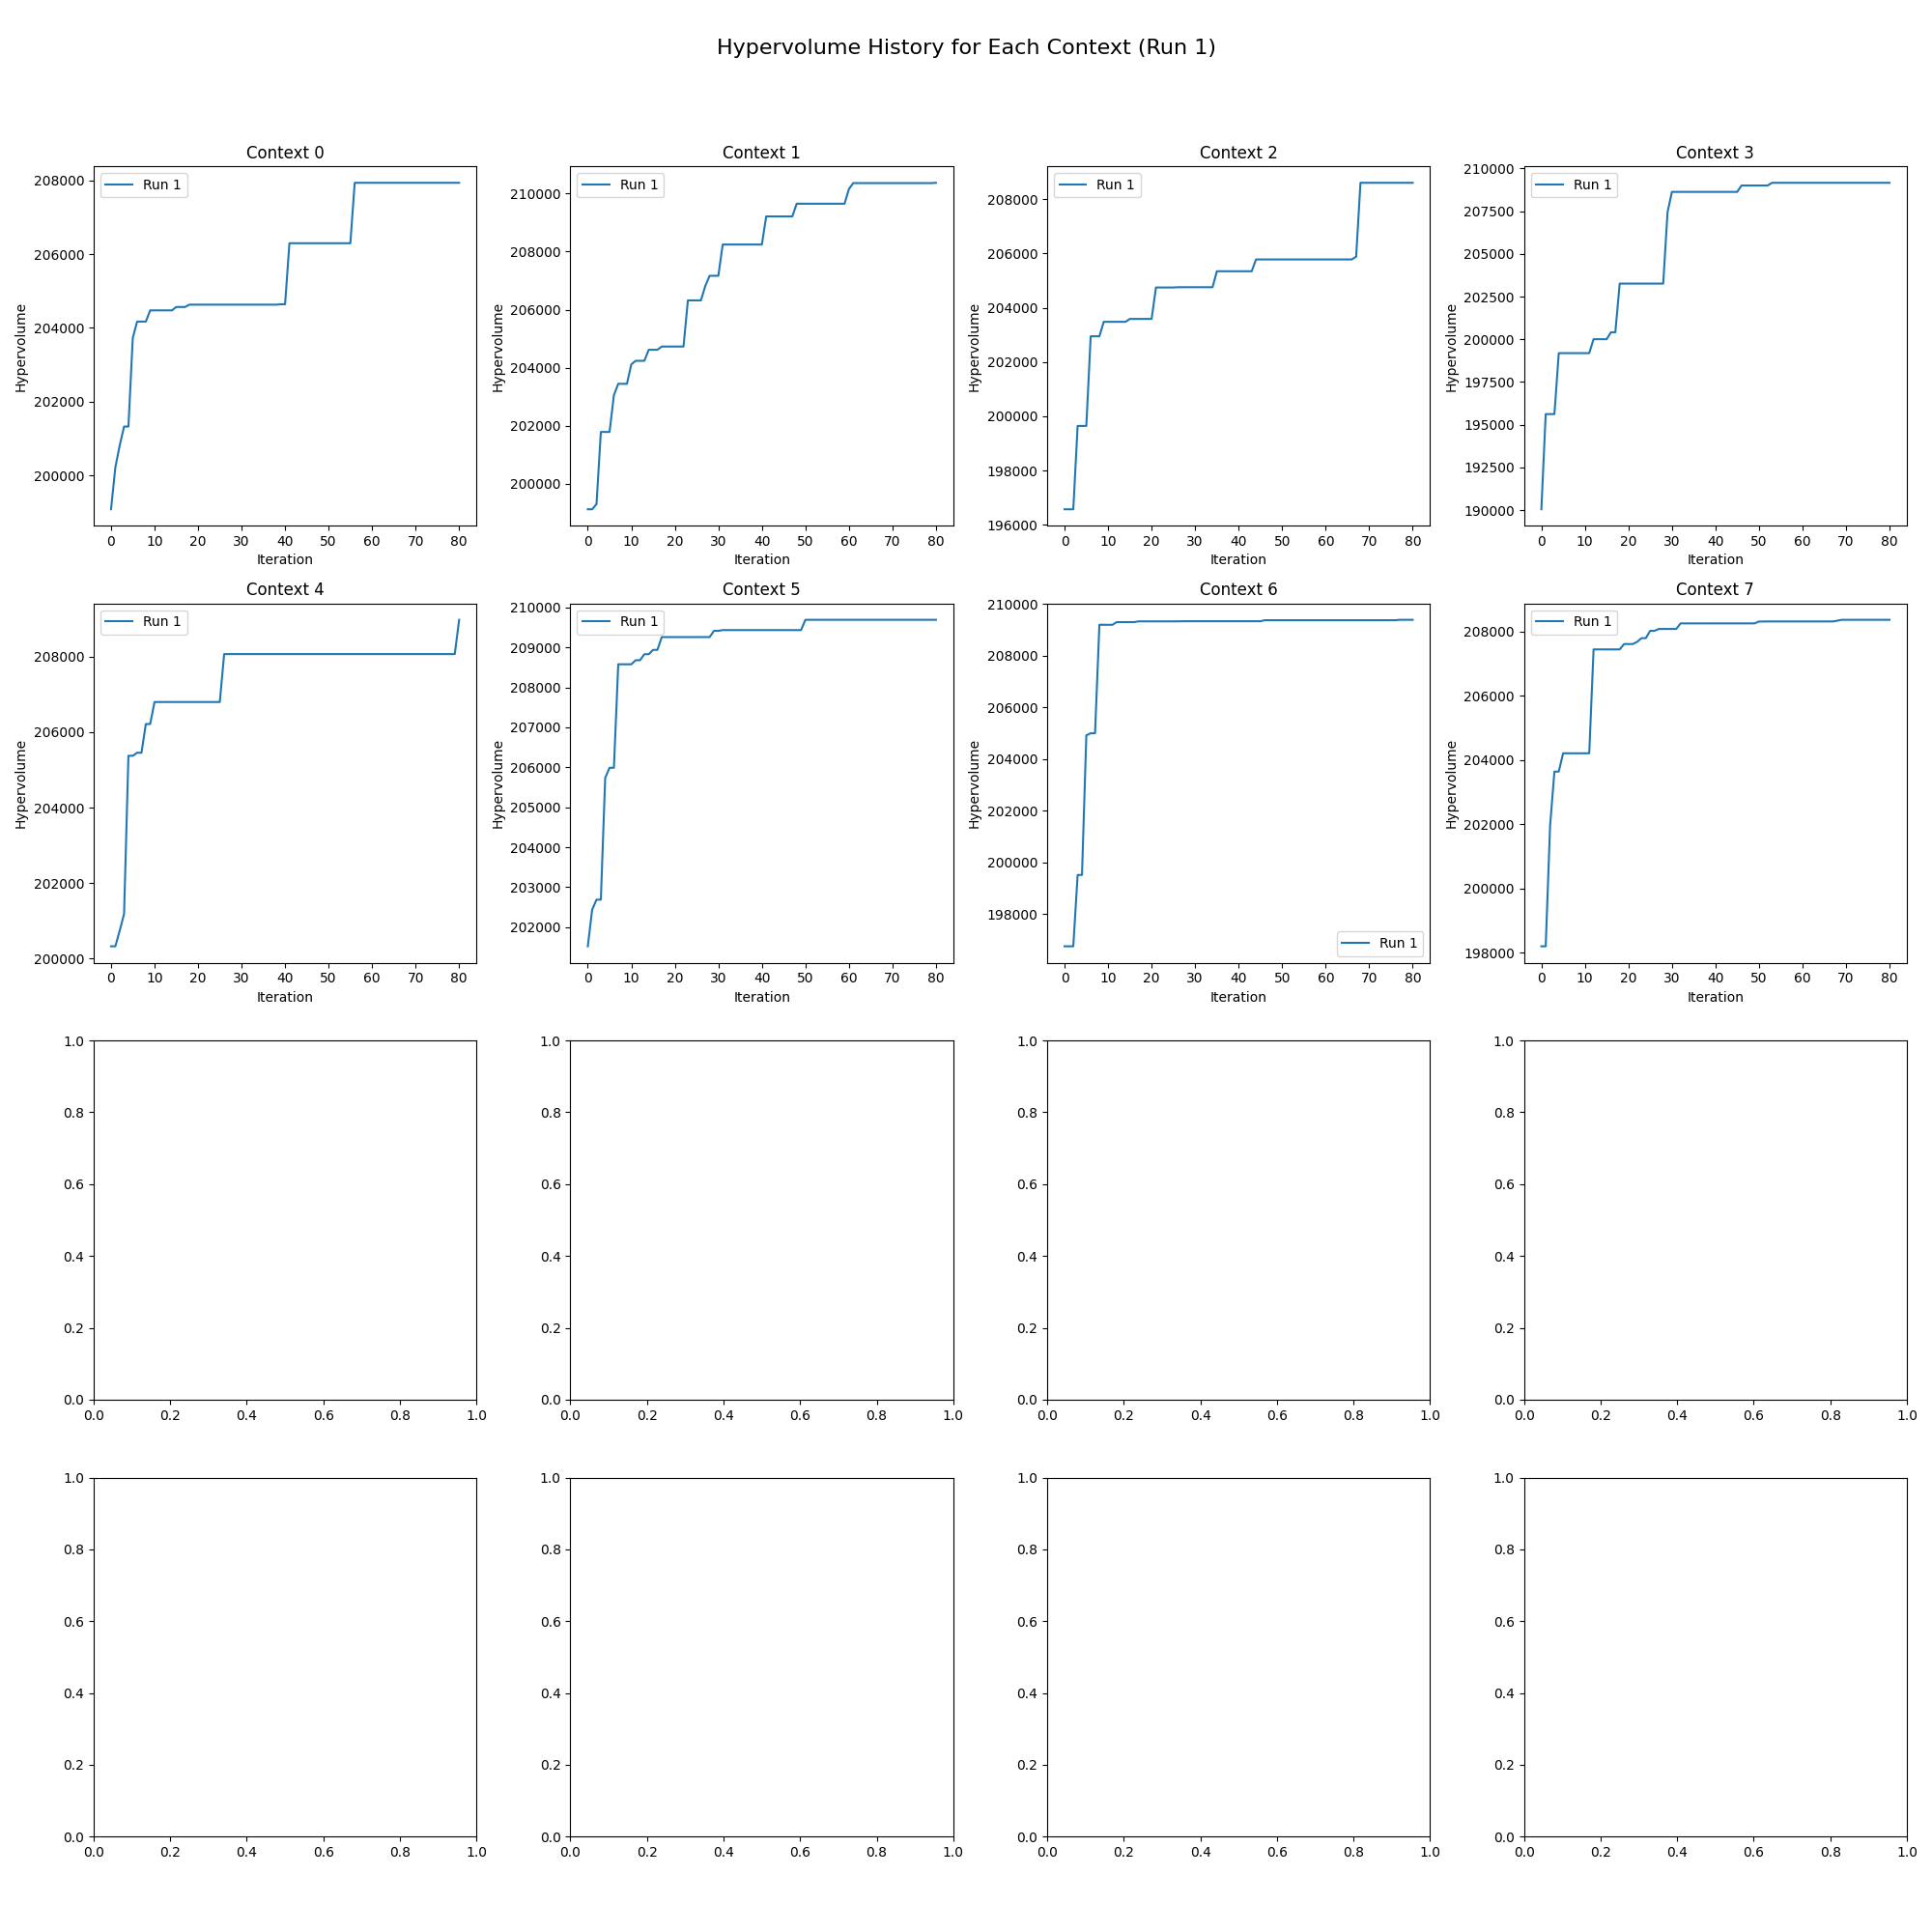 Hypervolume History for Each Context (Run 1)
Context 0
Run 1
208000
206000
204000
202000
200000
Hypervolume
0 10 20 30 40 50 60 70 80
Iteration
Context 1
Run 1
210000
208000
206000
204000
202000
200000
Hypervolume
0 10 20 30 40 50 60 70 80
Iteration
Context 2
Run 1
208000
206000
204000
202000
200000
198000
196000
Hypervolume
0 10 20 30 40 50 60 70 80
Iteration
Context 3
Run 1
210000
207500
205000
202500
200000
197500
195000
192500
190000
Hypervolume
0 10 20 30 40 50 60 70 80
Iteration
Context 4
Run 1
208000
206000
204000
202000
200000
Hypervolume
0 10 20 30 40 50 60 70 80
Iteration
Context 5
Run 1
210000
209000
208000
207000
206000
205000
204000
203000
202000
Hypervolume
0 10 20 30 40 50 60 70 80
Iteration
Context 6
210000
208000
206000
204000
202000
200000
198000
Hypervolume
Run 1
0 10 20 30 40 50 60 70 80
Iteration
Context 7
Run 1
208000
206000
204000
202000
200000
198000
Hypervolume
0 10 20 30 40 50 60 70 80
Iteration
1.0
0.8
0.6
0.4
0.2
0.0
0.0 0.2 0.4 0.6 0.8 1.0
1.0
0.8
0.6
0.4
0.2
0.0
0.0 0.2 0.4 0.6 0.8 1.0
1.0
0.8
0.6
0.4
0.2
0.0
0.0 0.2 0.4 0.6 0.8 1.0
1.0
0.8
0.6
0.4
0.2
0.0
0.0 0.2 0.4 0.6 0.8 1.0
1.0
0.8
0.6
0.4
0.2
0.0
0.0 0.2 0.4 0.6 0.8 1.0
1.0
0.8
0.6
0.4
0.2
0.0
0.0 0.2 0.4 0.6 0.8 1.0
1.0
0.8
0.6
0.4
0.2
0.0
0.0 0.2 0.4 0.6 0.8 1.0
1.0
0.8
0.6
0.4
0.2
0.0
0.0 0.2 0.4 0.6 0.8 1.0